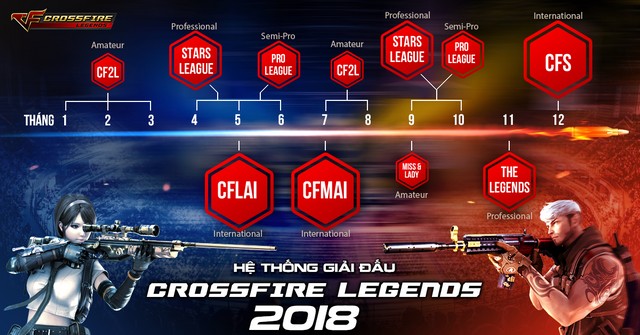 CROSSFIRE
LEGENDS
Amateur
CF2L
Professional
STARS
LEAGUE
Semi-Pro
PRO
LEAGUE
Amateur
CF2L
Professional
STARS
LEAGUE
Semi-Pro
PRO
LEAGUE
International
CFS
THÁNG 1 2 3 4 5 6 7 8 9 10 11 12
CFLAI
International
CFMAI
International
MISS &
LADY
Amateur
THE
LEGENDS
Professional
HỆ THỐNG GIẢI ĐẤU
CROSSFIRE LEGENDS
2018